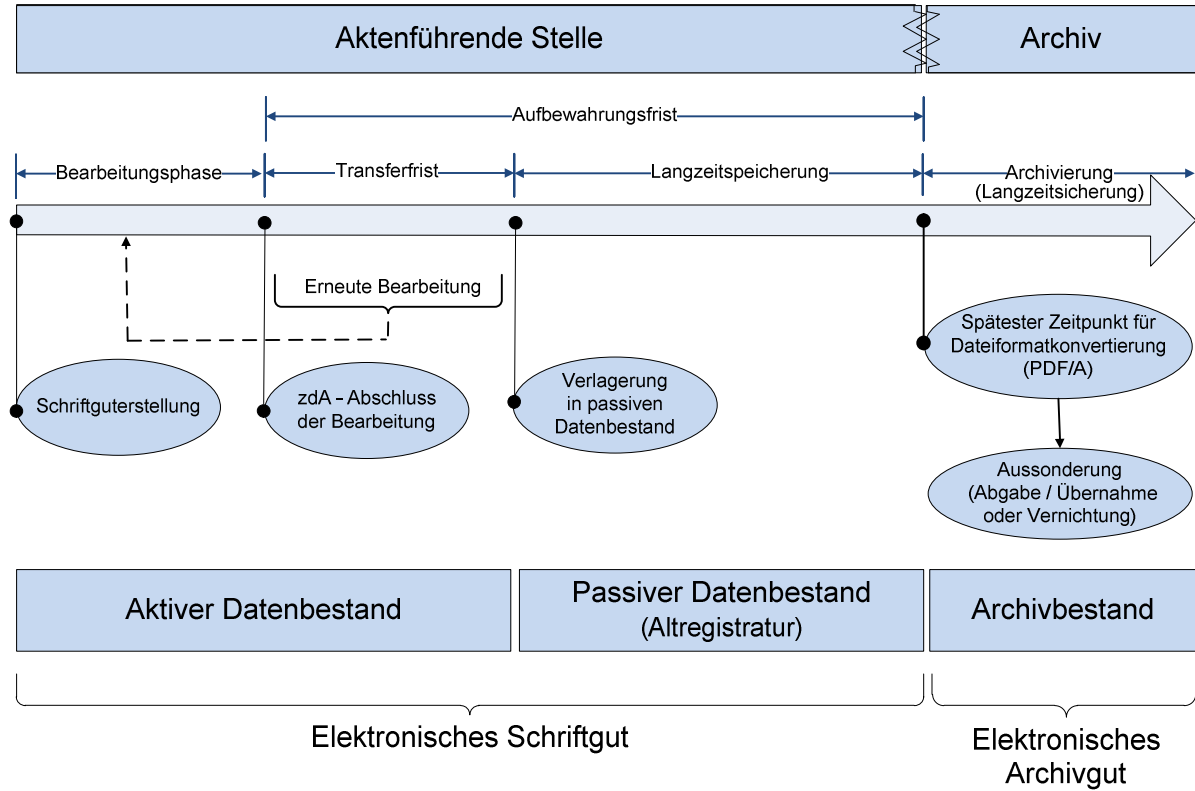 Aktenführende Stelle
Archiv
Aufbewahrungsfrist
Bearbeitungsphase
Transferfrist
Langzeitspeicherung
Archivierung
(Langzeitsicherung)
Erneute Bearbeitung
Schriftguterstellung
zdA - Abschluss
der Bearbeitung
Verlagerung
in passiven
Datenbestand
Spätester Zeitpunkt für
Dateiformatkonvertierung
(PDF/A)
Aussonderung
(Abgabe / Übernahme
oder Vernichtung)
Aktiver Datenbestand
Passiver Datenbestand
(Altregistratur)
Archivbestand
Elektronisches Schriftgut
Elektronisches
Archivgut